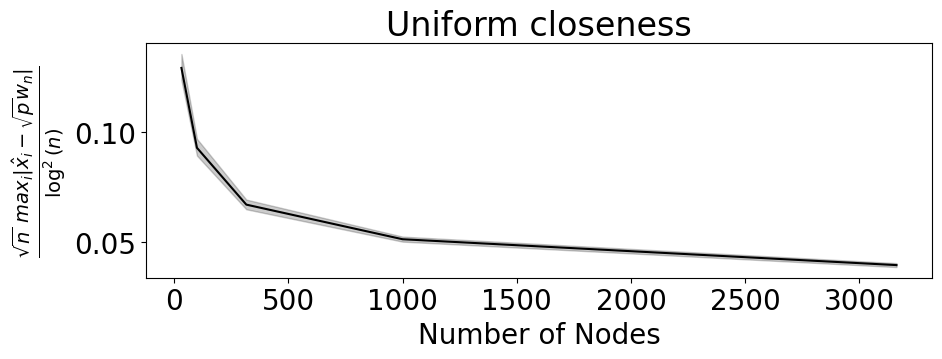 Uniform closeness
√n max_i|x̂_i − √p w_n|
log²(n)
0.10
0.05
0 500 1000 1500 2000 2500 3000
Number of Nodes